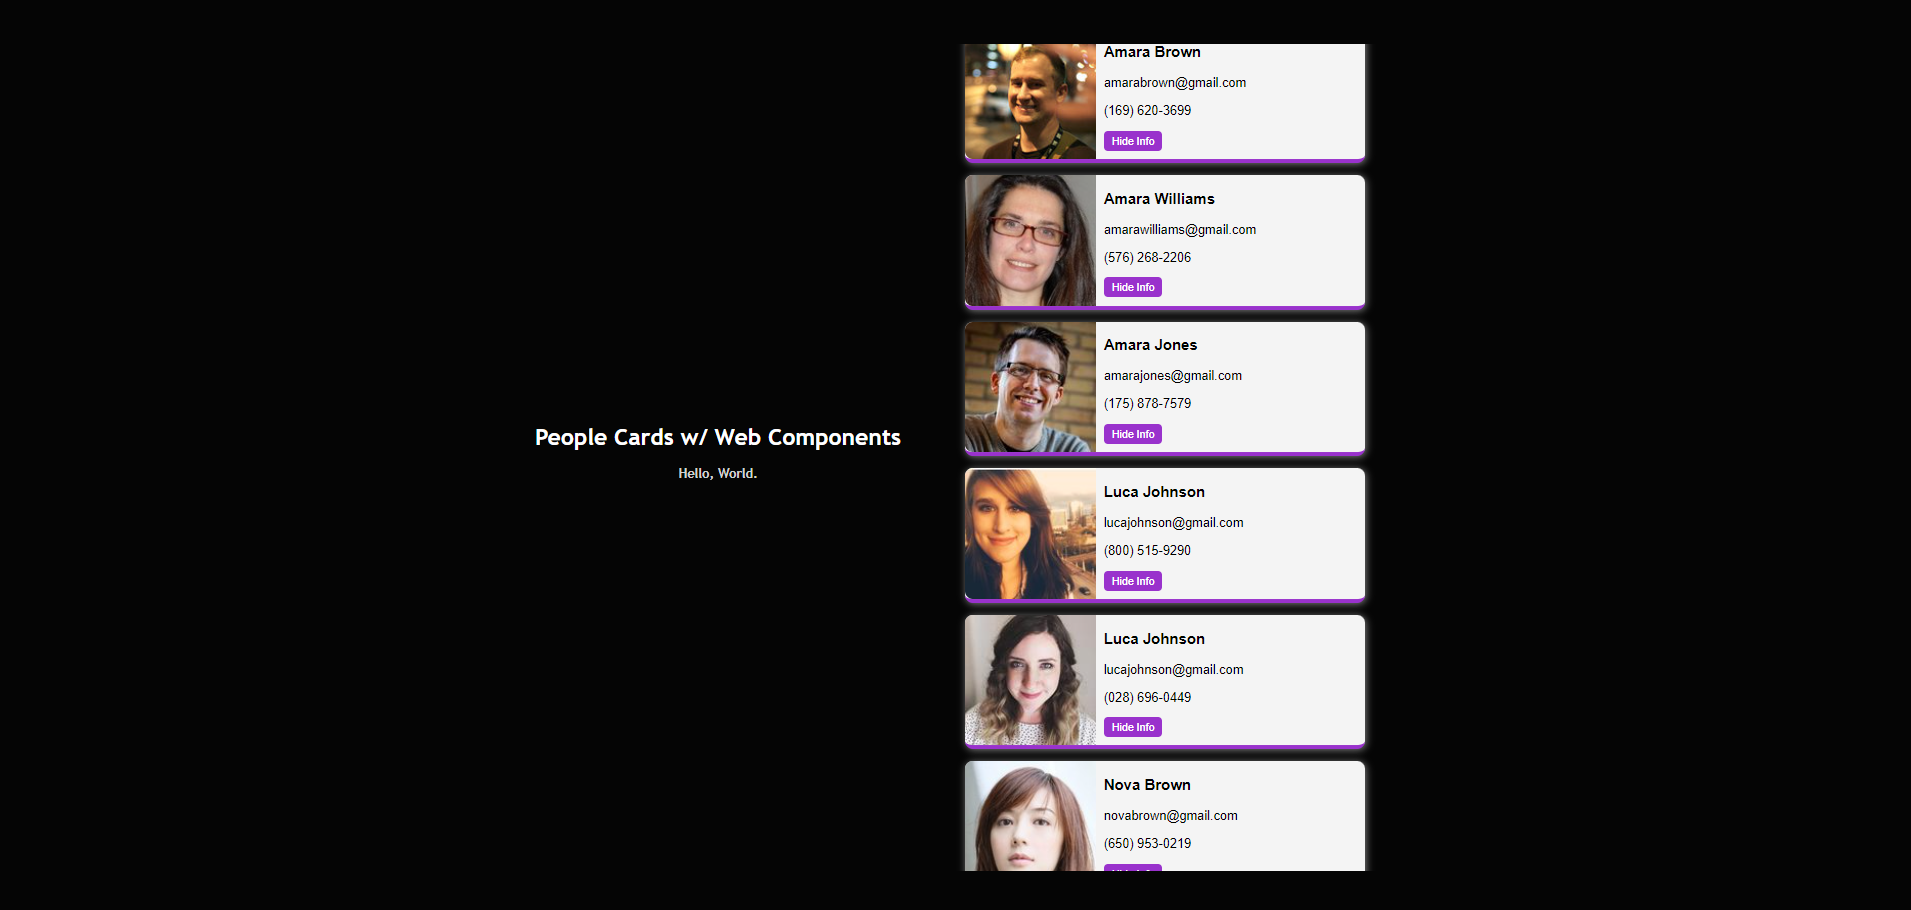 People Cards w/ Web Components
Hello, World.
Amara Brown
amarabrown@gmail.com
(169) 620-3699
Hide Info
Amara Williams
amarawilliams@gmail.com
(576) 268-2206
Hide Info
Amara Jones
amarajones@gmail.com
(175) 878-7579
Hide Info
Luca Johnson
lucajohnson@gmail.com
(800) 515-9290
Hide Info
Luca Johnson
lucajohnson@gmail.com
(028) 696-0449
Hide Info
Nova Brown
novabrown@gmail.com
(650) 953-0219